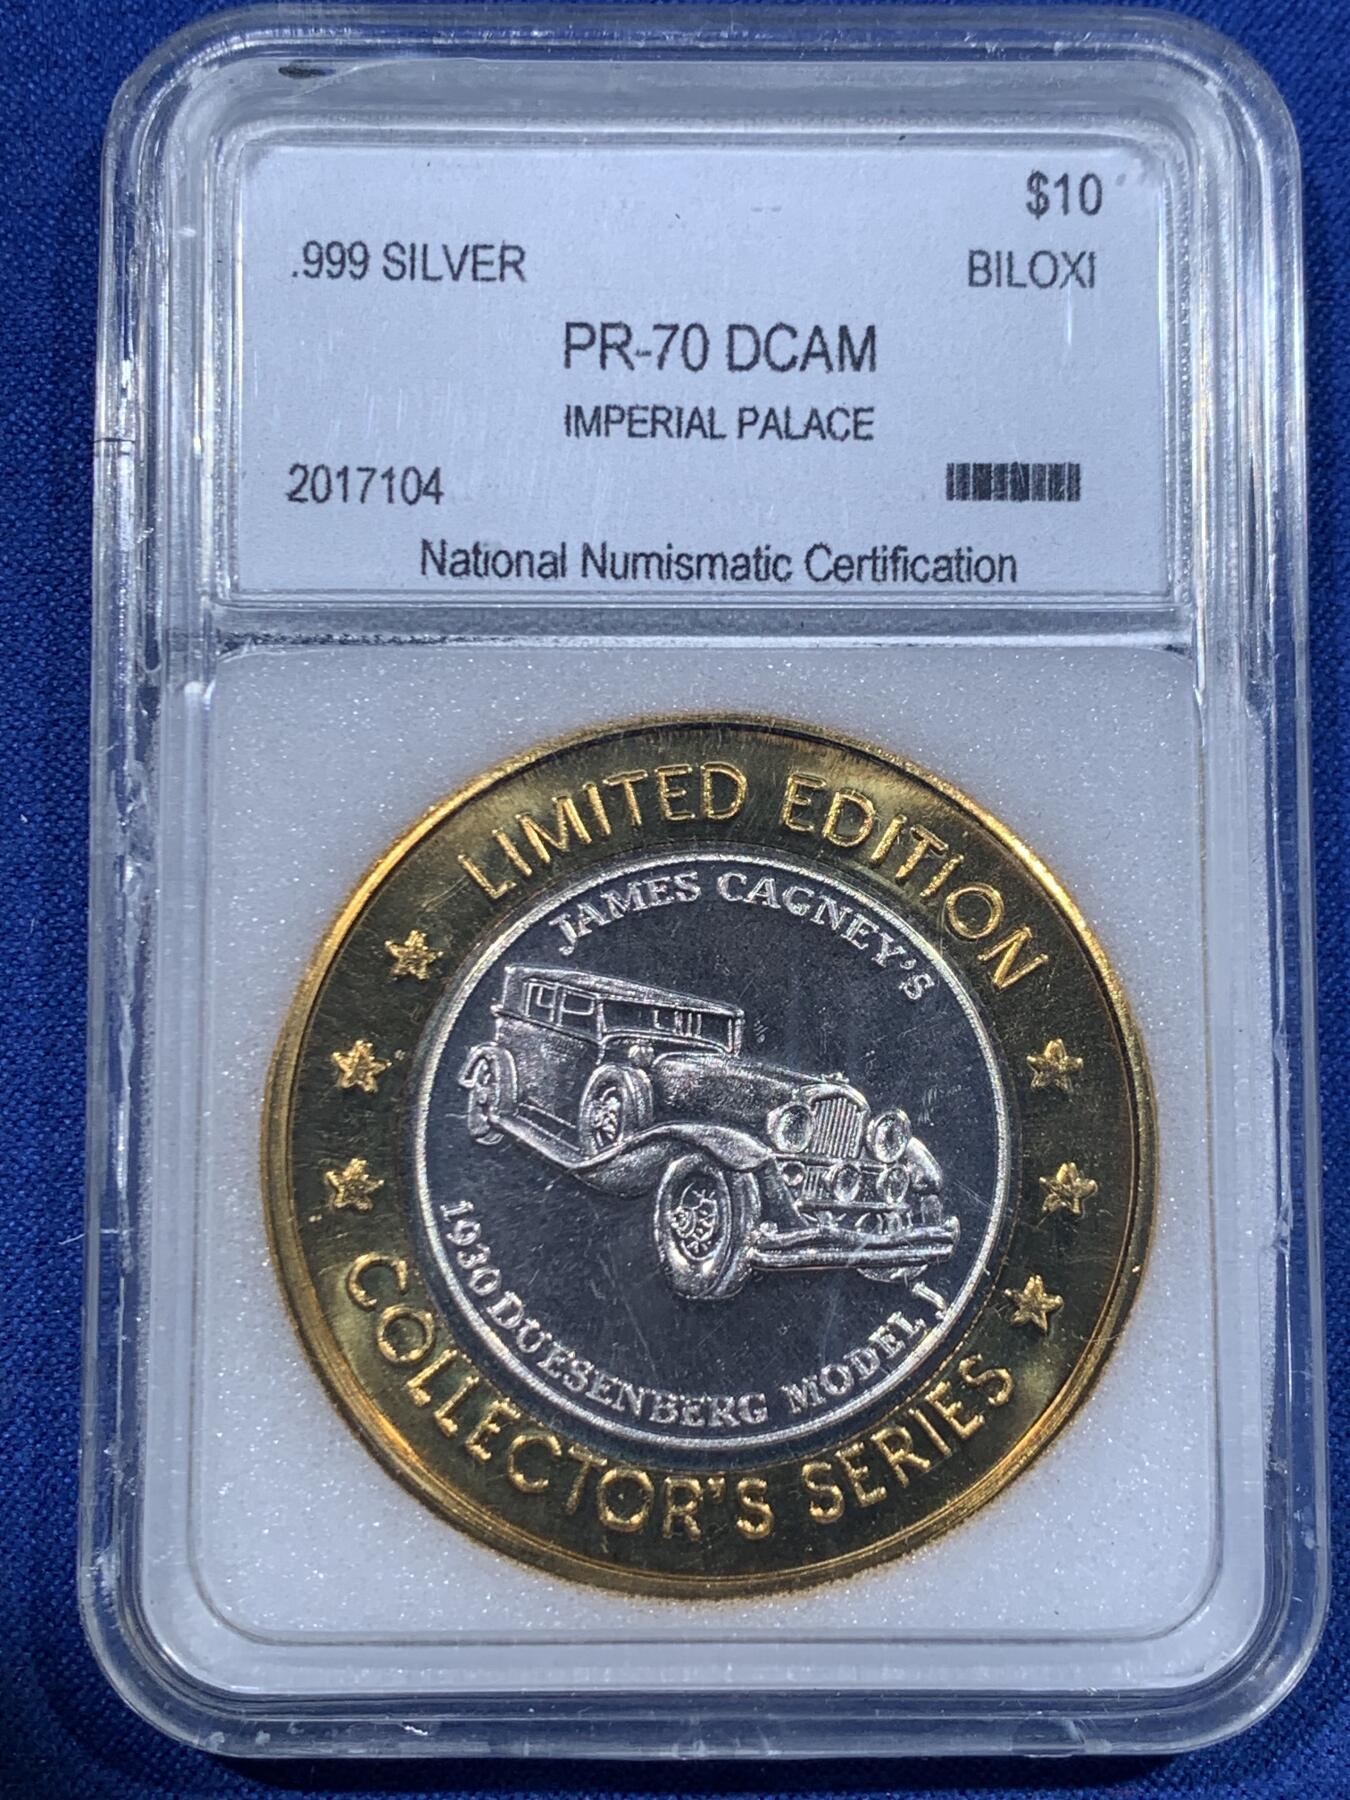 $10
.999 SILVER BILOXI
PR-70 DCAM
IMPERIAL PALACE
2017104
National Numismatic Certification
LIMITED EDITION
JAMES CAGNEY'S
1930 DUESENBERG MODEL J
COLLECTOR'S SERIES